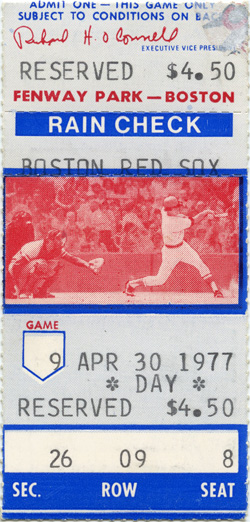 ADMIT ONE — THIS GAME ONLY
SUBJECT TO CONDITIONS ON BAC
Richard H. O'Connell
EXECUTIVE VICE PRES
RESERVED $4.50
FENWAY PARK—BOSTON
RAIN CHECK
BOSTON RED SOX
GAME
9 APR 30 1977
* DAY *
RESERVED $4.50
26 09 8
SEC. ROW SEAT